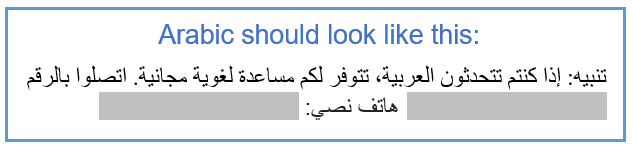 Arabic should look like this:
تنبيه: إذا كنتم تتحدثون العربية، تتوفر لكم مساعدة لغوية مجانية. اتصلوا بالرقم
هاتف نصي: